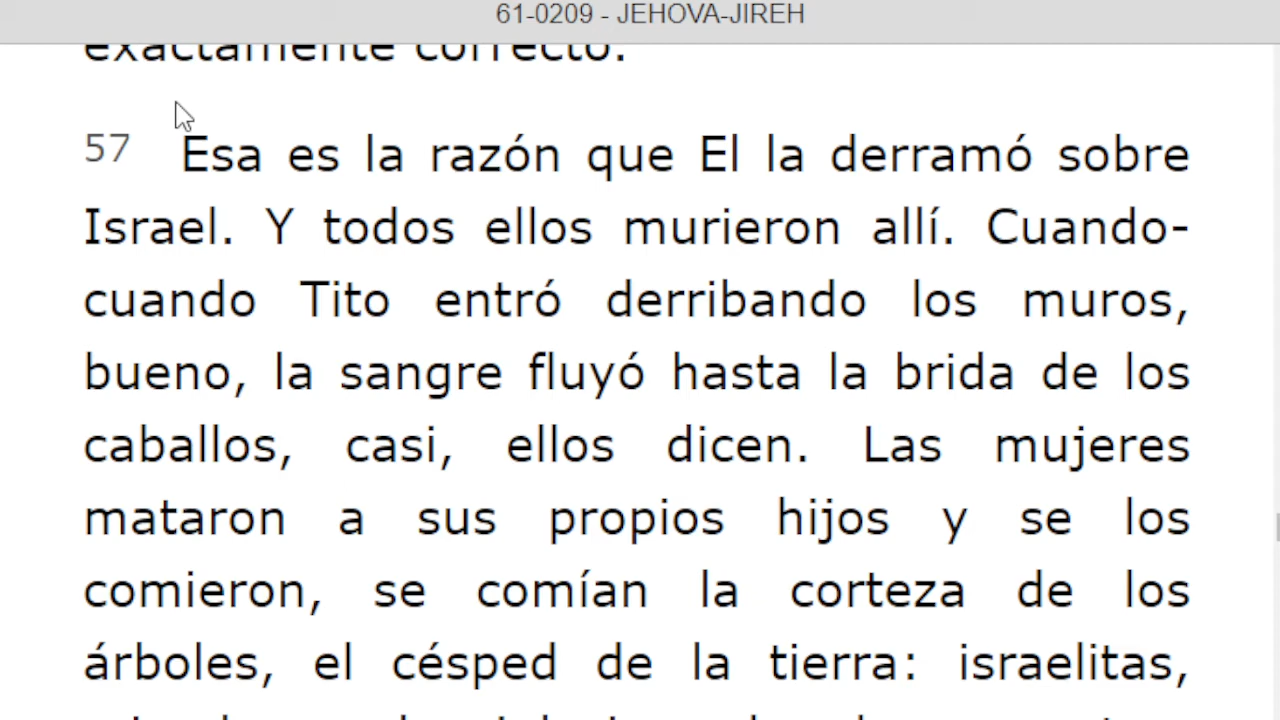 61-0209 - JEHOVA-JIREH
exactamente correcto.
57 Esa es la razón que El la derramó sobre
Israel. Y todos ellos murieron allí. Cuando-
cuando Tito entró derribando los muros,
bueno, la sangre fluyó hasta la brida de los
caballos, casi, ellos dicen. Las mujeres
mataron a sus propios hijos y se los
comieron, se comían la corteza de los
árboles, el césped de la tierra: israelitas,